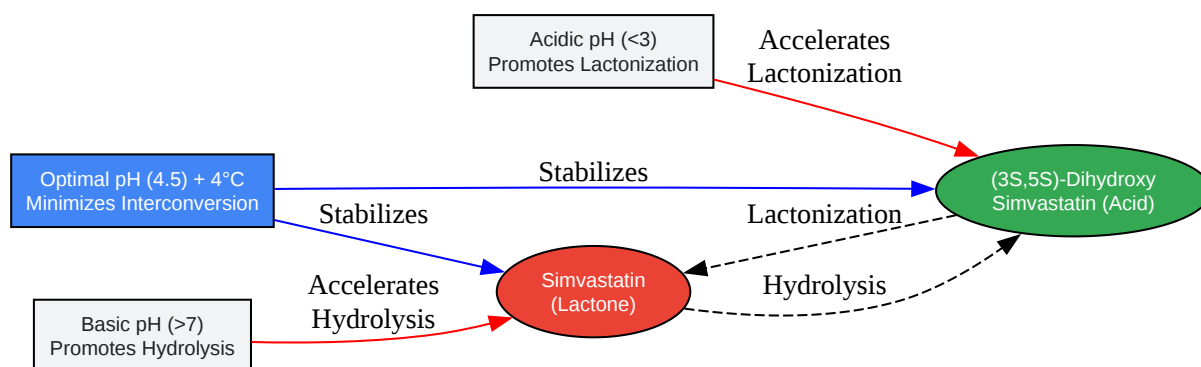 Acidic pH (<3)
Promotes Lactonization
Accelerates
Lactonization
Optimal pH (4.5) + 4°C
Minimizes Interconversion
Stabilizes
(3S,5S)-Dihydroxy
Simvastatin (Acid)
Stabilizes
Lactonization
Simvastatin
(Lactone)
Hydrolysis
Accelerates
Hydrolysis
Basic pH (>7)
Promotes Hydrolysis